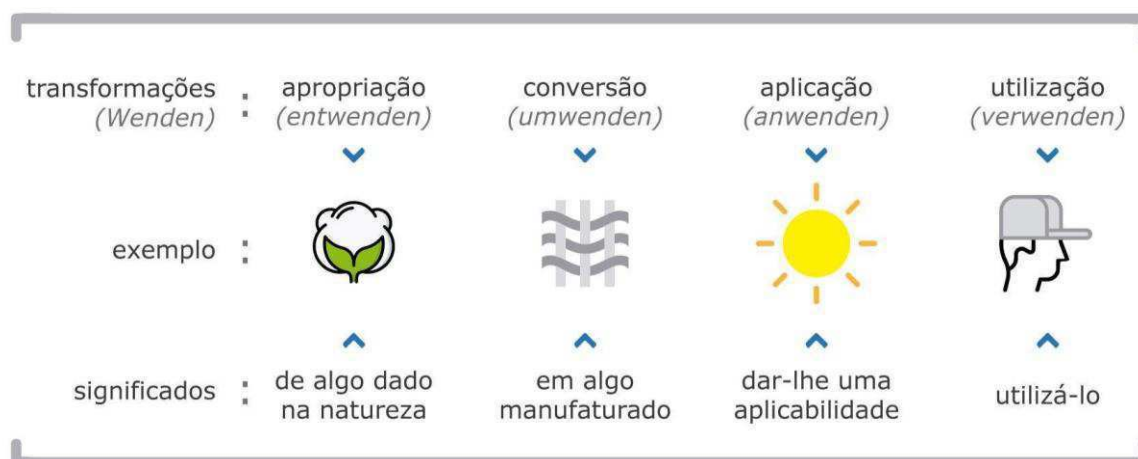 transformações : apropriação conversão aplicação utilização
(Wenden) (entwenden) (umwenden) (anwenden) (verwenden)
exemplo :
significados : de algo dado em algo dar-lhe uma utilizá-lo
na natureza manufaturado aplicabilidade